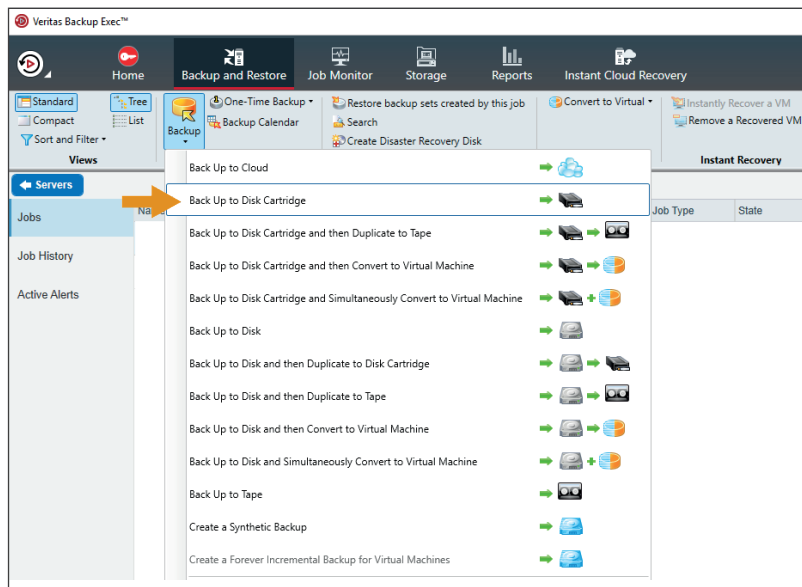 Veritas Backup Exec™
Home
Backup and Restore
Job Monitor
Storage
Reports
Instant Cloud Recovery
Standard
Tree
Compact
List
Sort and Filter
Views
Backup
One-Time Backup
Backup Calendar
Restore backup sets created by this job
Search
Create Disaster Recovery Disk
Convert to Virtual
Instantly Recover a VM
Remove a Recovered VM
Instant Recovery
Servers
Jobs
Job History
Active Alerts
Job Type
State
Back Up to Cloud
Back Up to Disk Cartridge
Back Up to Disk Cartridge and then Duplicate to Tape
Back Up to Disk Cartridge and then Convert to Virtual Machine
Back Up to Disk Cartridge and Simultaneously Convert to Virtual Machine
Back Up to Disk
Back Up to Disk and then Duplicate to Disk Cartridge
Back Up to Disk and then Duplicate to Tape
Back Up to Disk and then Convert to Virtual Machine
Back Up to Disk and Simultaneously Convert to Virtual Machine
Back Up to Tape
Create a Synthetic Backup
Create a Forever Incremental Backup for Virtual Machines